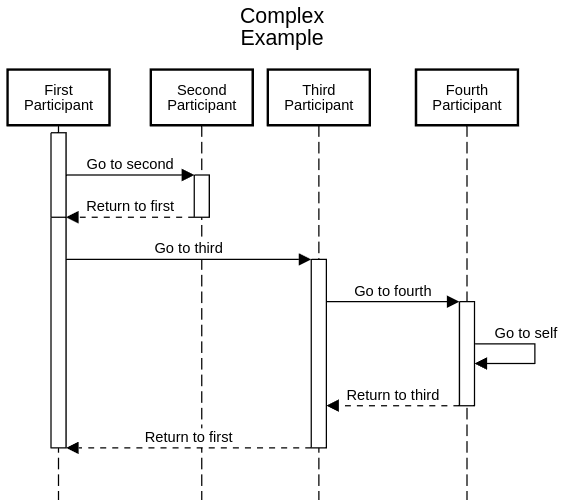 Complex
Example
First
Participant
Second
Participant
Third
Participant
Fourth
Participant
Go to second
Return to first
Go to third
Go to fourth
Go to self
Return to third
Return to first